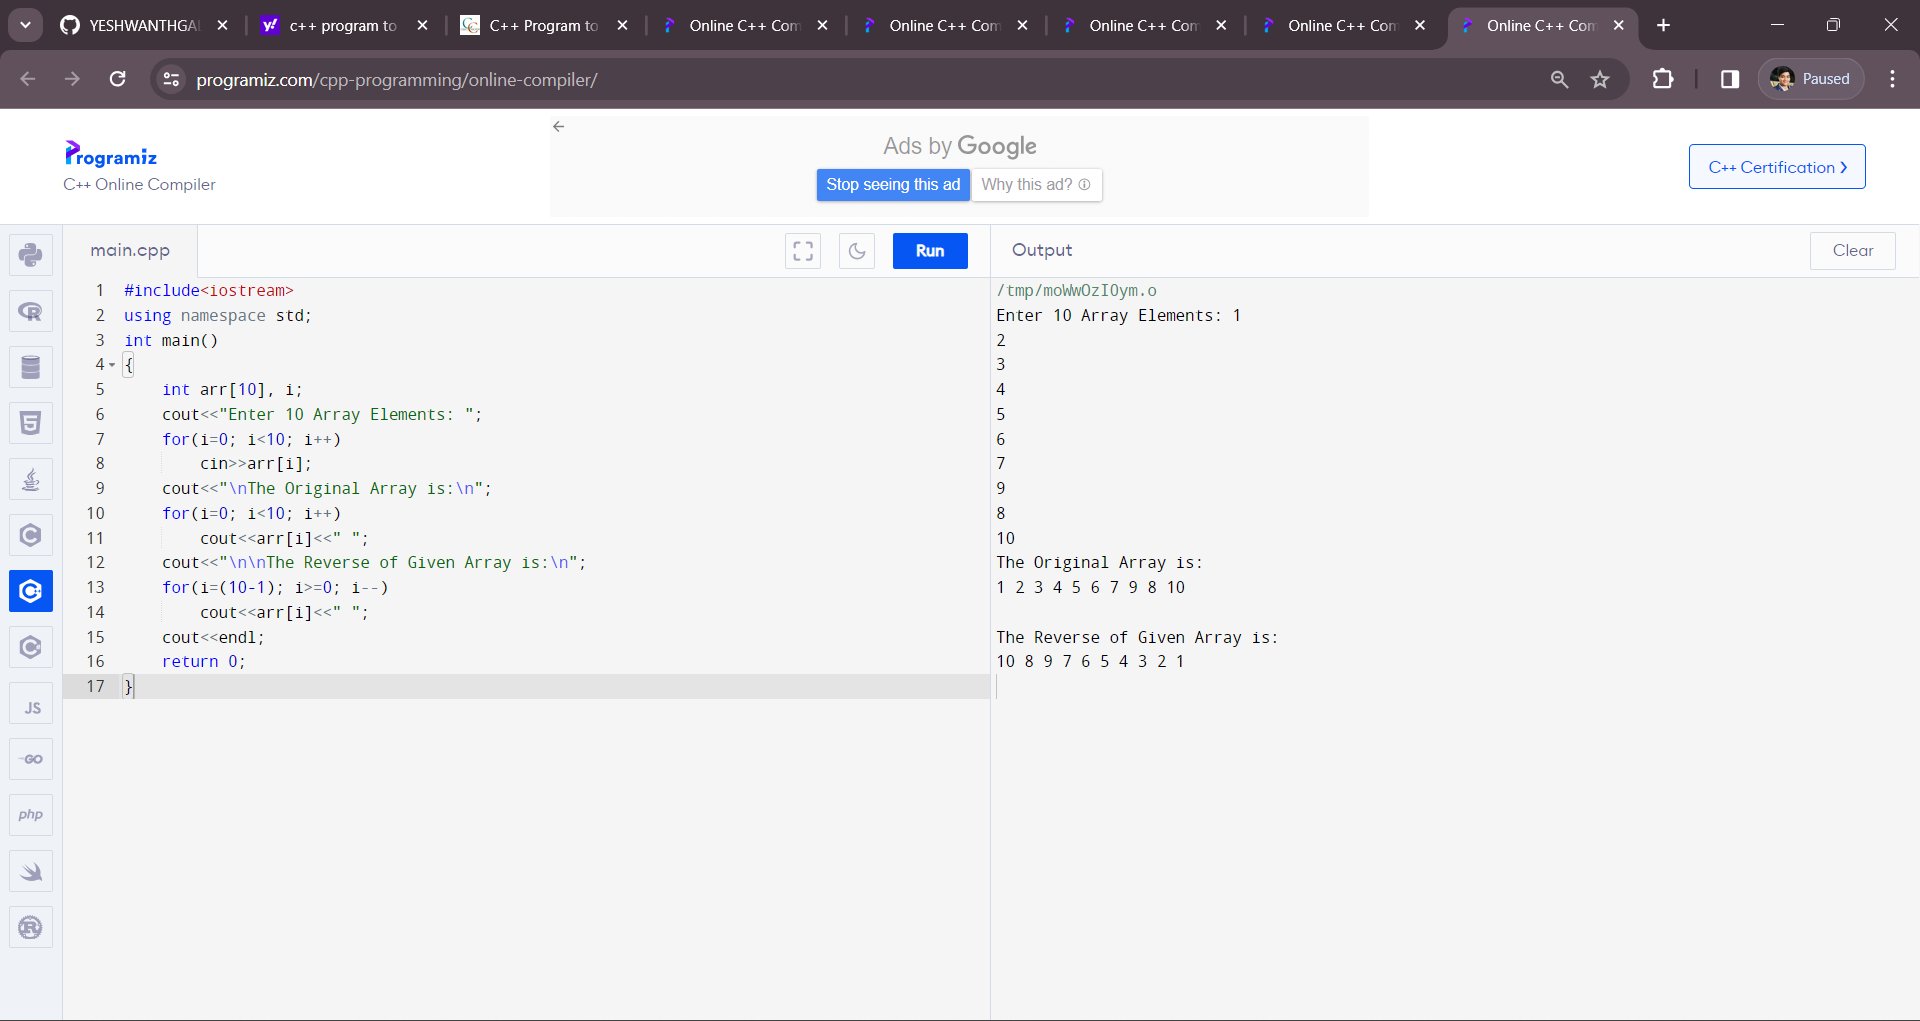 YESHWANTHGA
c++ program to
C++ Program to
Online C++ Com
Online C++ Com
Online C++ Com
Online C++ Com
Online C++ Com
programiz.com/cpp-programming/online-compiler/
Paused
Programiz
C++ Online Compiler
Ads by Google
Stop seeing this ad
Why this ad?
C++ Certification >
main.cpp
Run
Output
Clear
1 #include<iostream>
2 using namespace std;
3 int main()
4 {
5 int arr[10], i;
6 cout<<"Enter 10 Array Elements: ";
7 for(i=0; i<10; i++)
8 cin>>arr[i];
9 cout<<"\nThe Original Array is:\n";
10 for(i=0; i<10; i++)
11 cout<<arr[i]<<" ";
12 cout<<"\n\nThe Reverse of Given Array is:\n";
13 for(i=(10-1); i>=0; i--)
14 cout<<arr[i]<<" ";
15 cout<<endl;
16 return 0;
17 }
/tmp/moWwOzI0ym.o
Enter 10 Array Elements: 1
2
3
4
5
6
7
9
8
10
The Original Array is:
1 2 3 4 5 6 7 9 8 10
The Reverse of Given Array is:
10 8 9 7 6 5 4 3 2 1
JS
GO
php